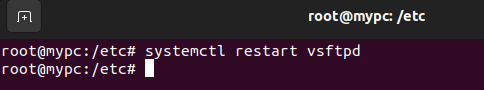 root@mypc: /etc
root@mypc:/etc# systemctl restart vsftpd
root@mypc:/etc#